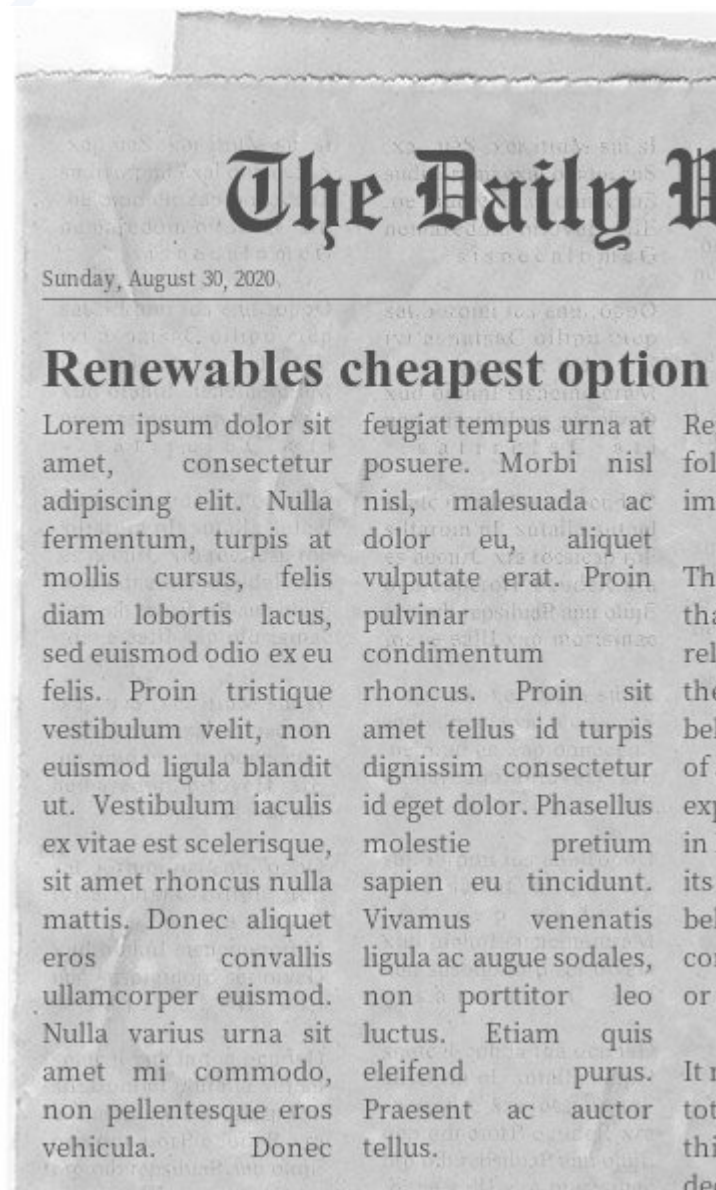 The Daily
Sunday, August 30, 2020
Renewables cheapest option
Lorem ipsum dolor sit
amet, consectetur
adipiscing elit. Nulla
fermentum, turpis at
mollis cursus, felis
diam lobortis lacus,
sed euismod odio ex eu
felis. Proin tristique
vestibulum velit, non
euismod ligula blandit
ut. Vestibulum iaculis
ex vitae est scelerisque,
sit amet rhoncus nulla
mattis. Donec aliquet
eros convallis
ullamcorper euismod.
Nulla varius urna sit
amet mi commodo,
non pellentesque eros
vehicula. Donec
feugiat tempus urna at
posuere. Morbi nisl
nisl, malesuada ac
dolor eu, aliquet
vulputate erat. Proin
pulvinar
condimentum
rhoncus. Proin sit
amet tellus id turpis
dignissim consectetur
id eget dolor. Phasellus
molestie pretium
sapien eu tincidunt.
Vivamus venenatis
ligula ac augue sodales,
non porttitor leo
luctus. Etiam quis
eleifend purus.
Praesent ac auctor
tellus.
of
in
its
or
It